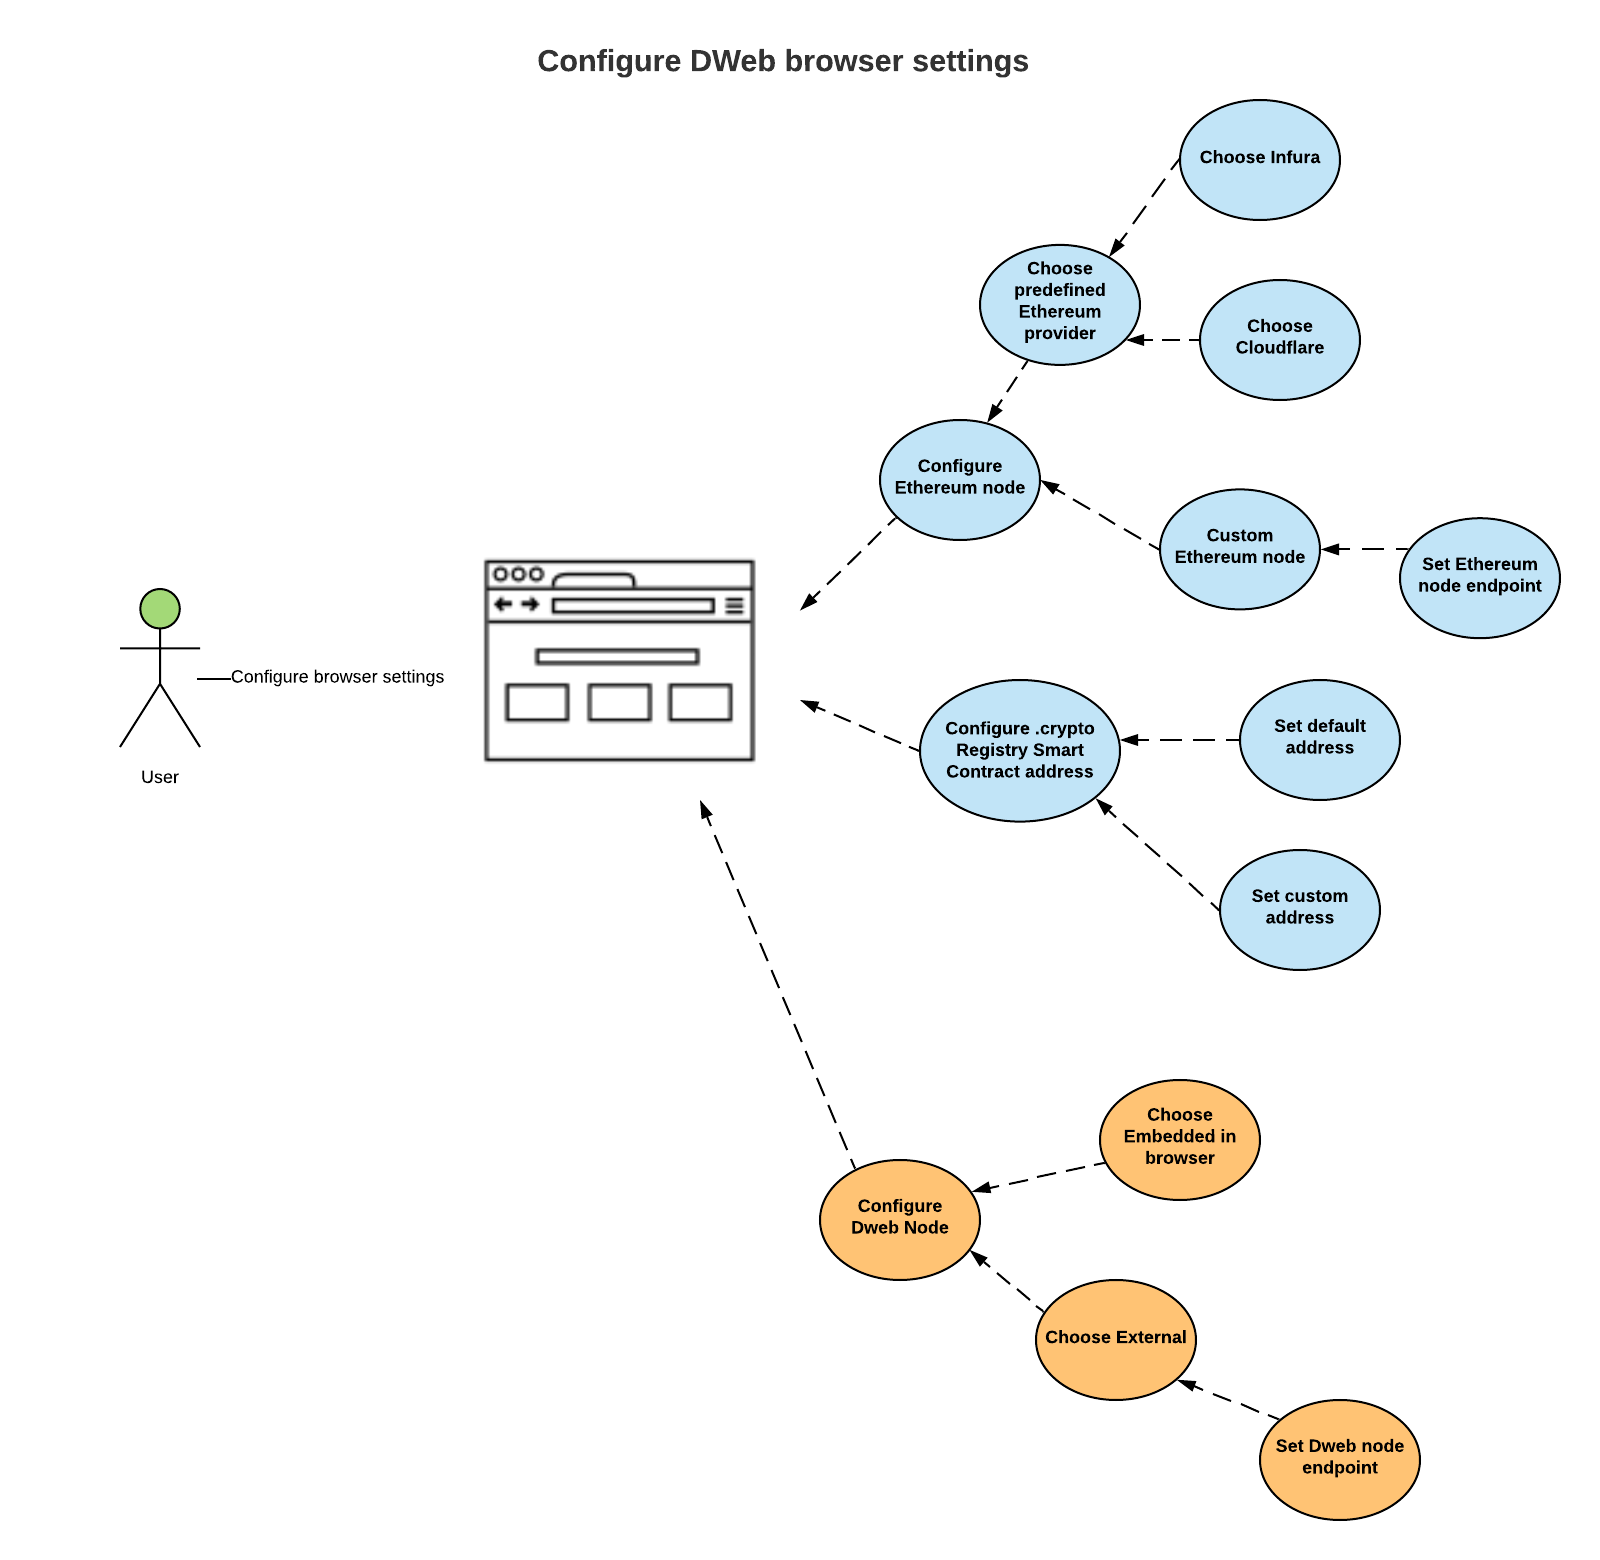 Configure DWeb browser settings
Choose Infura
Choose
predefined
Ethereum
provider
Choose
Cloudflare
Configure
Ethereum node
Custom
Ethereum node
Set Ethereum
node endpoint
Configure browser settings
User
Configure .crypto
Registry Smart
Contract address
Set default
address
Set custom
address
Choose
Embedded in
browser
Configure
Dweb Node
Choose External
Set Dweb node
endpoint